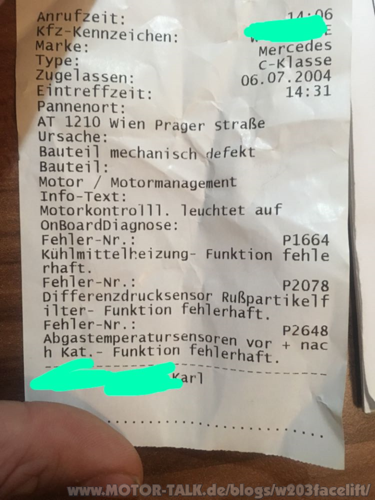 Anrufzeit: 14:06
Kfz-Kennzeichen: E
Marke: Mercedes
Type: C-Klasse
Zugelassen: 06.07.2004
Eintreffzeit: 14:31
Pannenort:
AT 1210 Wien Prager straße
Ursache:
Bauteil mechanisch defekt
Bauteil:
Motor / Motormanagement
Info-Text:
Motorkontrolll. leuchtet auf
OnBoardDiagnose:
Fehler-Nr.: P1664
Kühlmittelheizung- Funktion fehle
rhaft.
Fehler-Nr.: P2078
Differenzdrucksensor Rußpartikelf
ilter- Funktion fehlerhaft.
Fehler-Nr.: P2648
Abgastemperatursensoren vor + nac
h Kat.- Funktion fehlerhaft.
Karl
www.MOTOR-TALK.de/blogs/w203facelift/